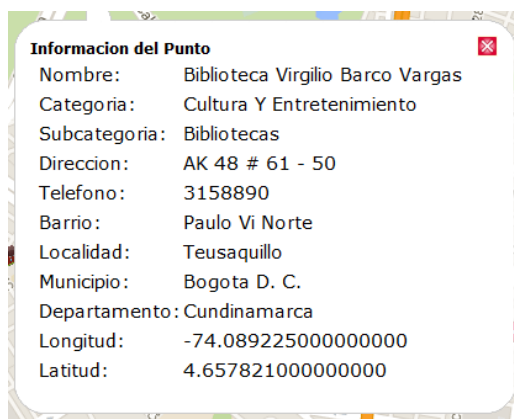 Informacion del Punto
Nombre: Biblioteca Virgilio Barco Vargas
Categoria: Cultura Y Entretenimiento
Subcategoria: Bibliotecas
Direccion: AK 48 # 61 - 50
Telefono: 3158890
Barrio: Paulo Vi Norte
Localidad: Teusaquillo
Municipio: Bogota D. C.
Departamento: Cundinamarca
Longitud: -74.089225000000000
Latitud: 4.657821000000000